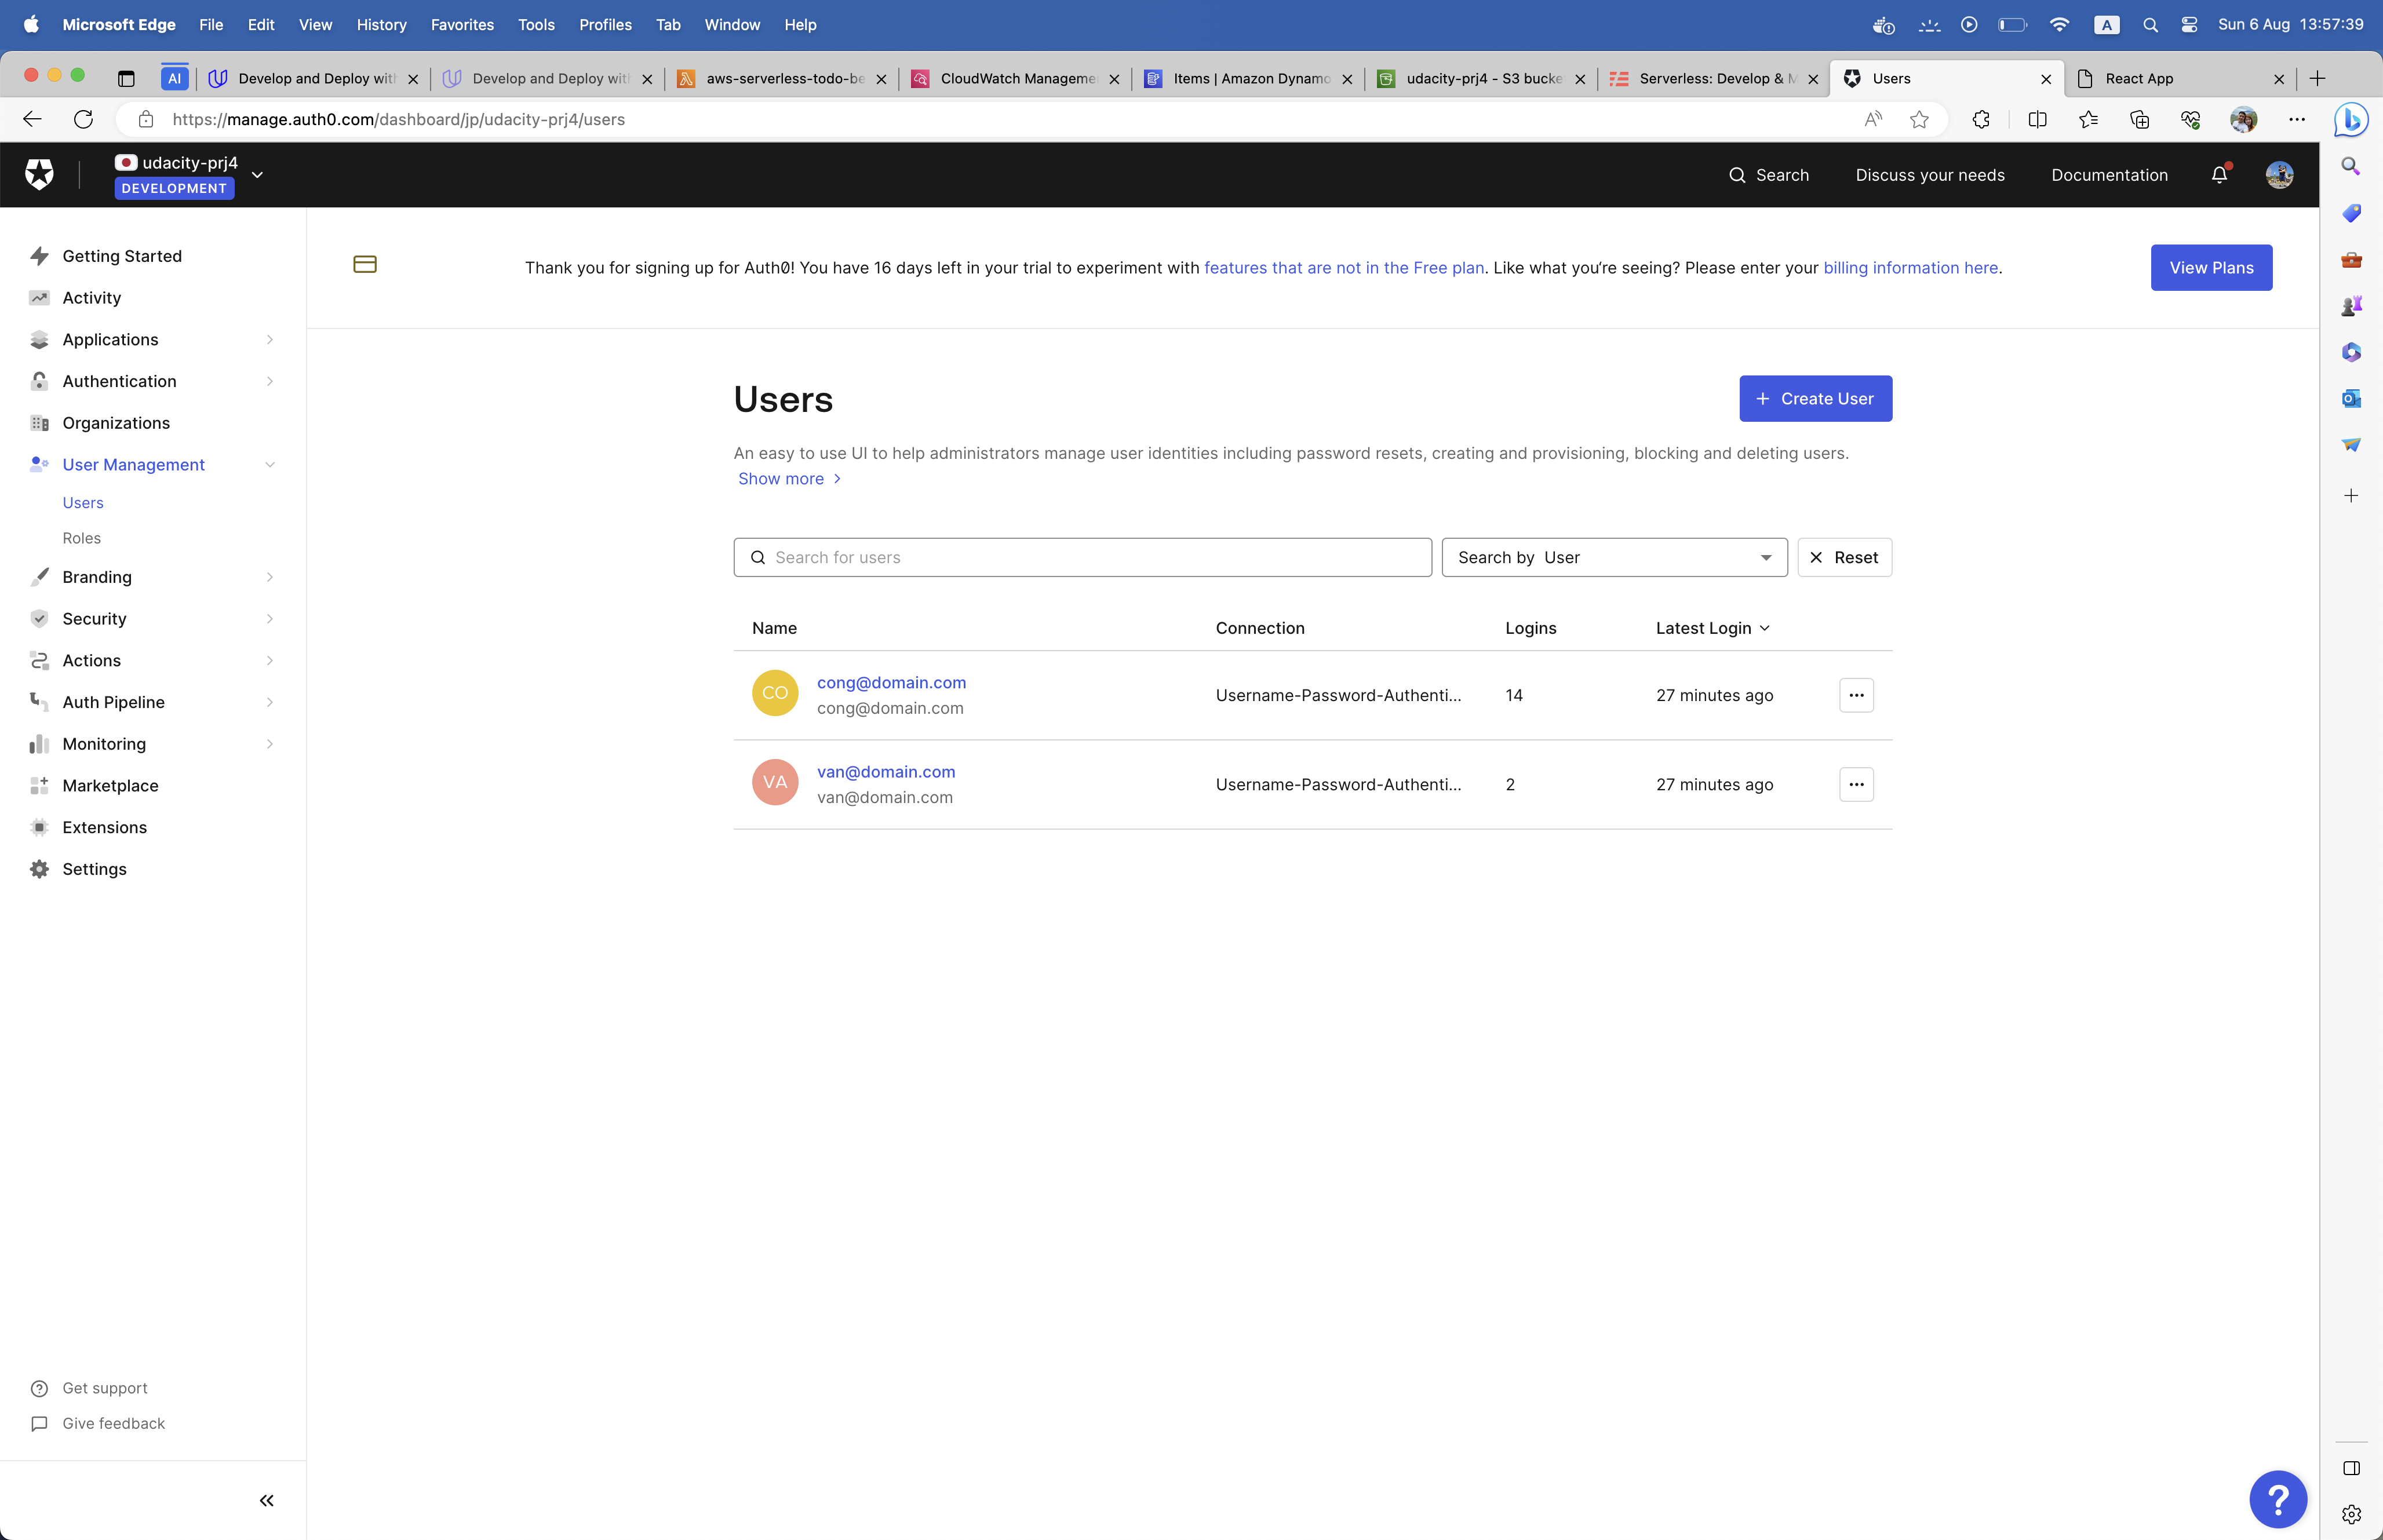 Microsoft Edge File Edit View History Favorites Tools Profiles Tab Window Help
A Sun 6 Aug 13:57:39
AI Develop and Deploy with Develop and Deploy with aws-serverless-todo-be CloudWatch Manageme Items | Amazon Dynamo udacity-prj4 - S3 bucke Serverless: Develop & M Users React App
https://manage.auth0.com/dashboard/jp/udacity-prj4/users
udacity-prj4
DEVELOPMENT
Search Discuss your needs Documentation
Getting Started
Activity
Applications
Authentication
Organizations
User Management
Users
Roles
Branding
Security
Actions
Auth Pipeline
Monitoring
Marketplace
Extensions
Settings
Get support
Give feedback
Thank you for signing up for Auth0! You have 16 days left in your trial to experiment with features that are not in the Free plan. Like what you're seeing? Please enter your billing information here.
View Plans
Users
+ Create User
An easy to use UI to help administrators manage user identities including password resets, creating and provisioning, blocking and deleting users.
Show more
Search for users
Search by User
Reset
Name Connection Logins Latest Login
CO cong@domain.com
cong@domain.com
Username-Password-Authenti... 14 27 minutes ago
VA van@domain.com
van@domain.com
Username-Password-Authenti... 2 27 minutes ago
?